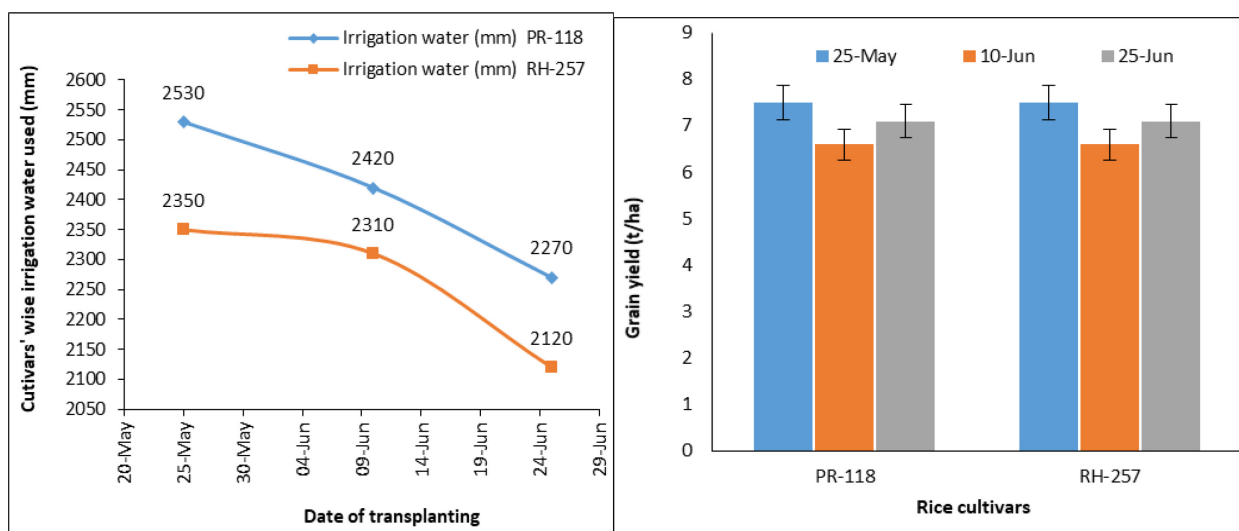 Irrigation water (mm) PR-118
Irrigation water (mm) RH-257
Cutivars' wise irrigation water used (mm)
2600
2550
2500
2450
2400
2350
2300
2250
2200
2150
2100
2050
2530
2420
2270
2350
2310
2120
20-May
25-May
30-May
04-Jun
09-Jun
14-Jun
19-Jun
24-Jun
29-Jun
Date of transplanting
25-May 10-Jun 25-Jun
Grain yield (t/ha)
9
8
7
6
5
4
3
2
1
0
PR-118 RH-257
Rice cultivars